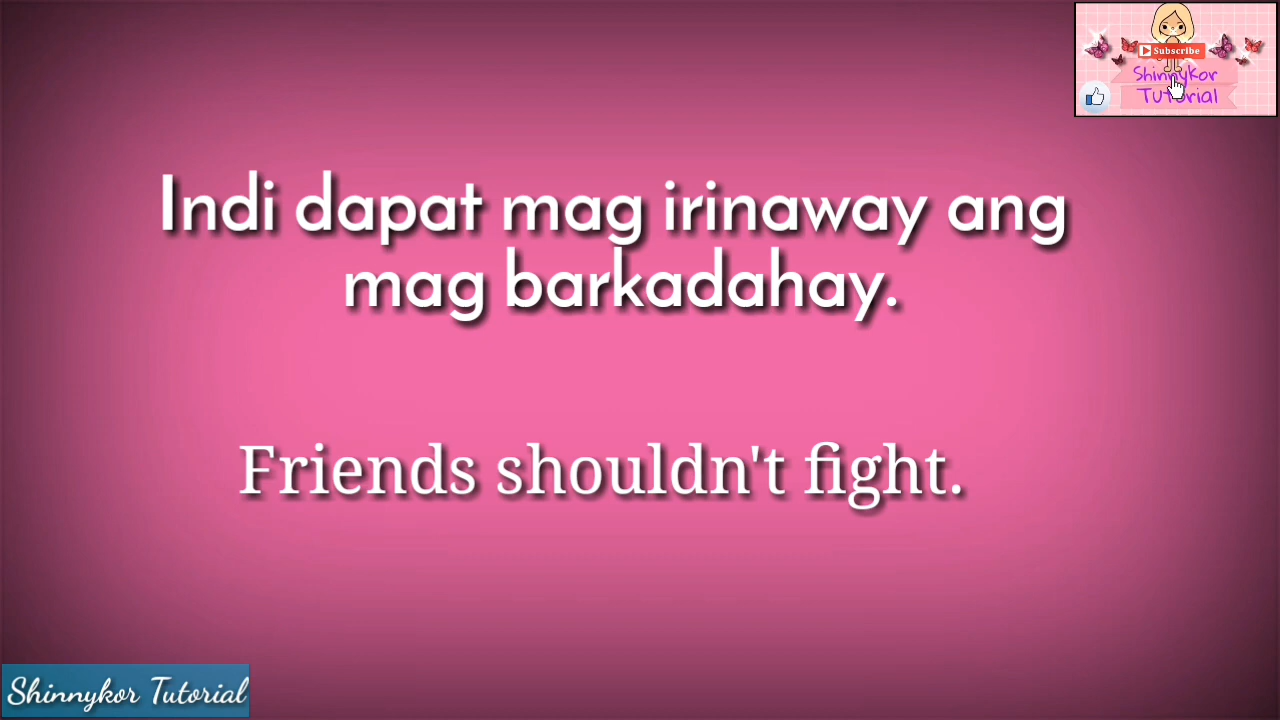 Subscribe
Shinnykor
Tutorial
Indi dapat mag irinaway ang
mag barkadahay.
Friends shouldn't fight.
Shinnykor Tutorial